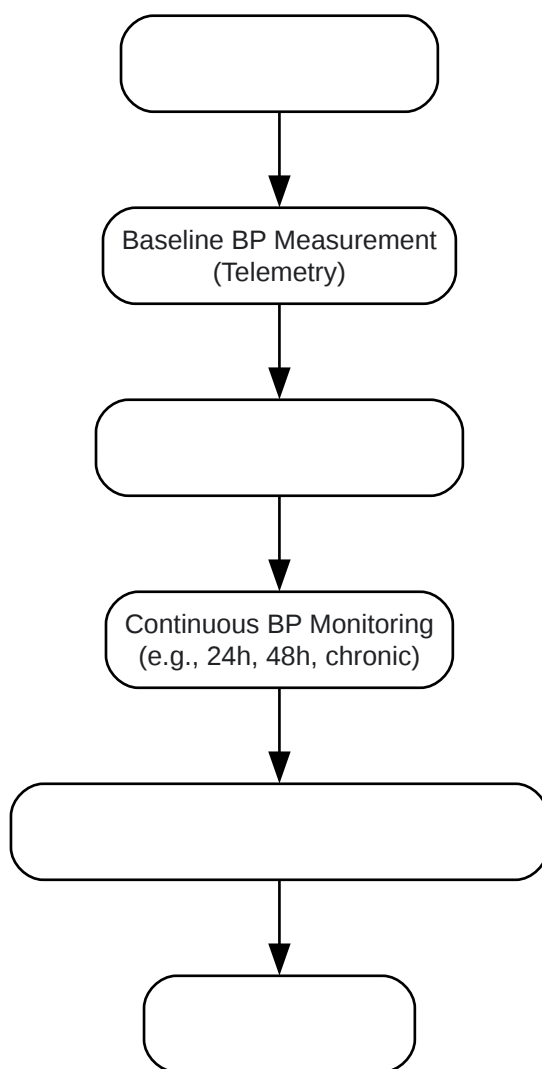 Baseline BP Measurement
(Telemetry)
Continuous BP Monitoring
(e.g., 24h, 48h, chronic)